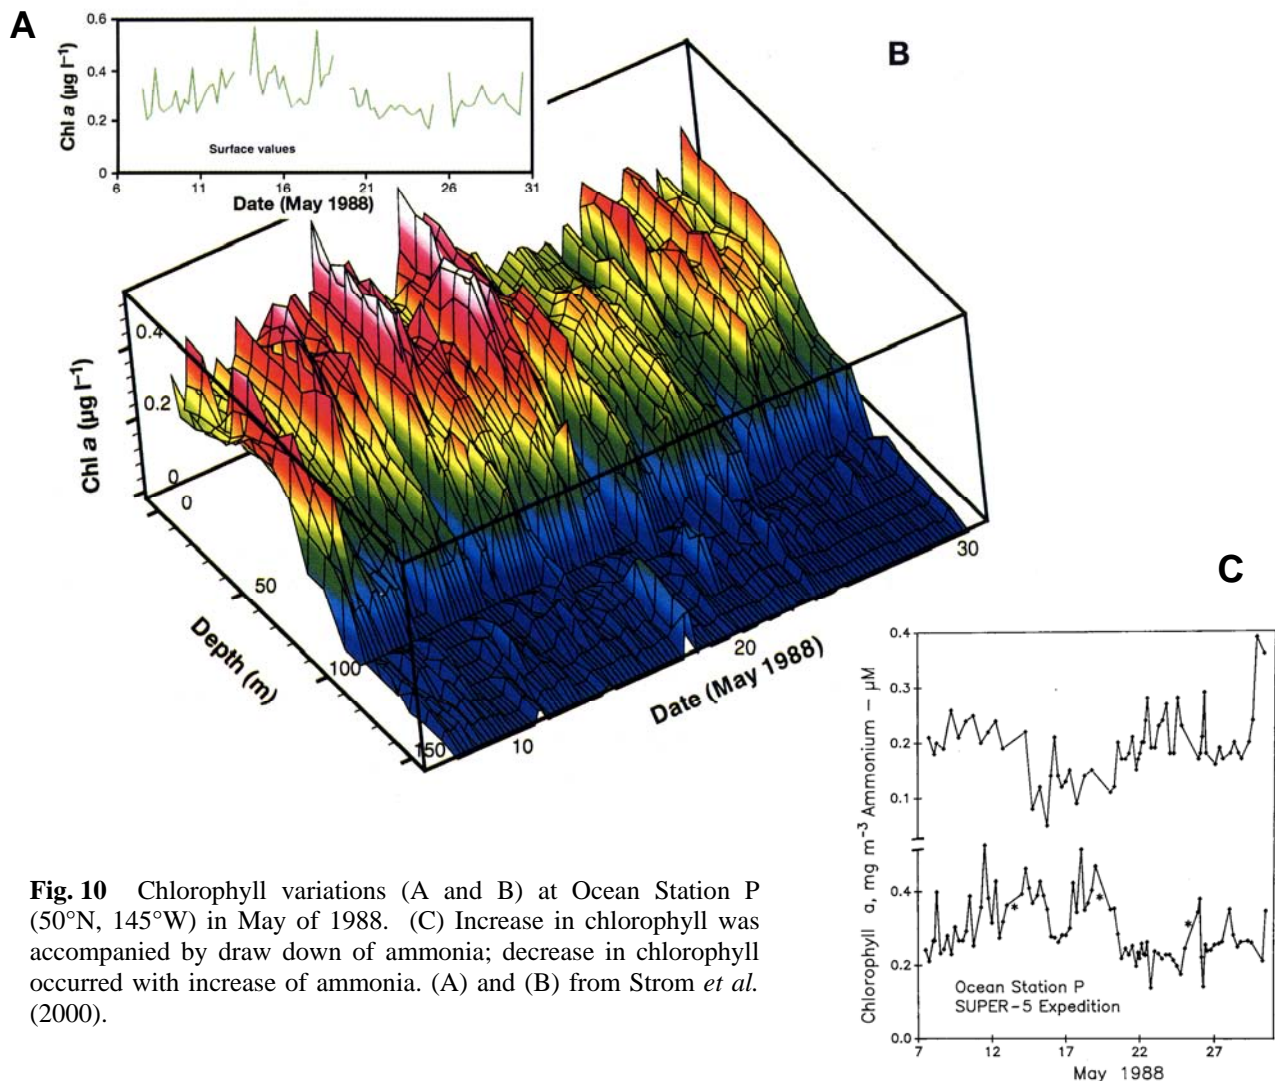 A
0.6
0.4
0.2
0
Chl a (µg l⁻¹)
Surface values
6 11 16 21 26 31
Date (May 1988)
B
0.4
0.2
0
Chl a (µg l⁻¹)
0
50
100
150
Depth (m)
10
20
30
Date (May 1988)
C
0.4
0.3
0.2
0.1
0.4
0.2
0.0
Chlorophyll a, mg m⁻³ Ammonium – µM
Ocean Station P
SUPER-5 Expedition
7 12 17 22 27
May 1988
Fig. 10 Chlorophyll variations (A and B) at Ocean Station P
(50°N, 145°W) in May of 1988. (C) Increase in chlorophyll was
accompanied by draw down of ammonia; decrease in chlorophyll
occurred with increase of ammonia. (A) and (B) from Strom et al.
(2000).